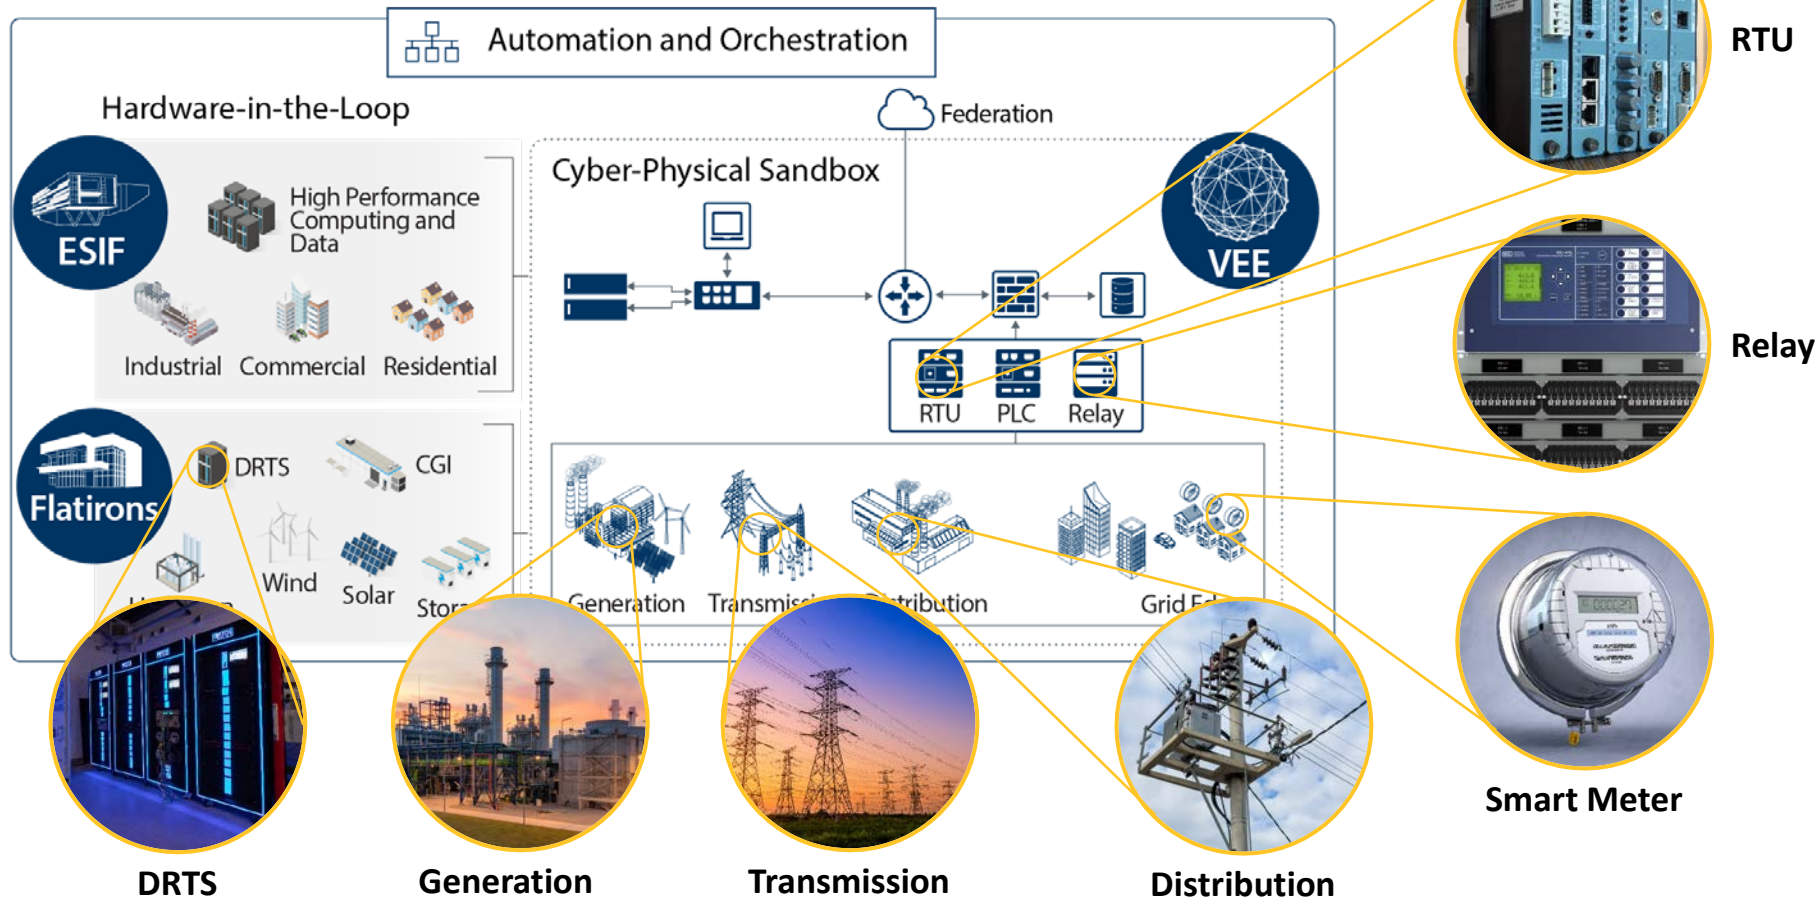 Automation and Orchestration
RTU
Hardware-in-the-Loop
Federation
Cyber-Physical Sandbox
ESIF
High Performance
Computing and
Data
VEE
Industrial
Commercial
Residential
Relay
RTU
PLC
Relay
Flatirons
DRTS
CGI
Wind
Solar
Generation
Distribution
Smart Meter
DRTS
Generation
Transmission
Distribution